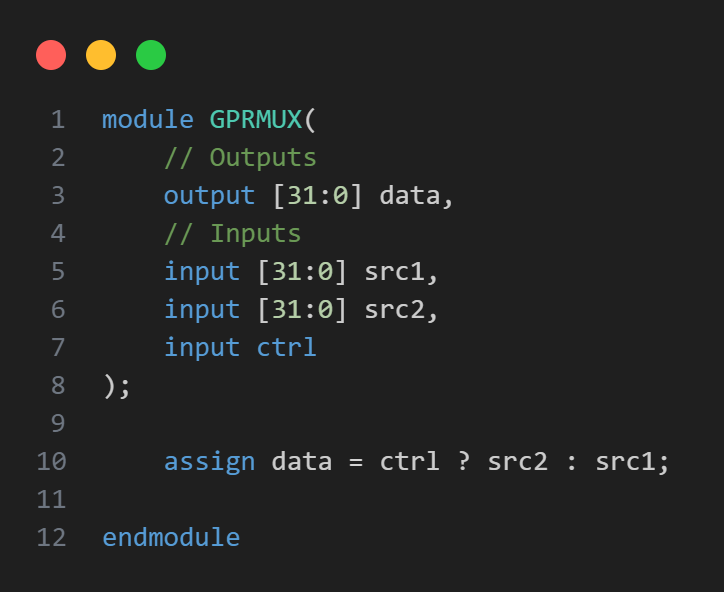 1 module GPRMUX(
2     // Outputs
3     output [31:0] data,
4     // Inputs
5     input [31:0] src1,
6     input [31:0] src2,
7     input ctrl
8 );
9
10     assign data = ctrl ? src2 : src1;
11
12 endmodule